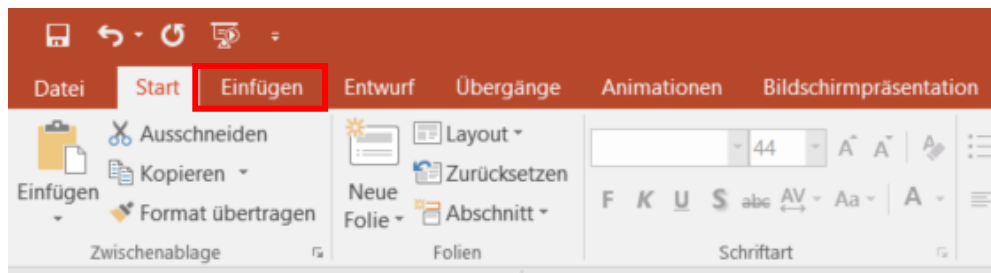 Datei Start Einfügen Entwurf Übergänge Animationen Bildschirmpräsentation
Einfügen
Ausschneiden
Kopieren
Format übertragen
Zwischenablage
Neue
Folie
Layout
Zurücksetzen
Abschnitt
Folien
44 A A A
F K U S abc AV Aa A
Schriftart